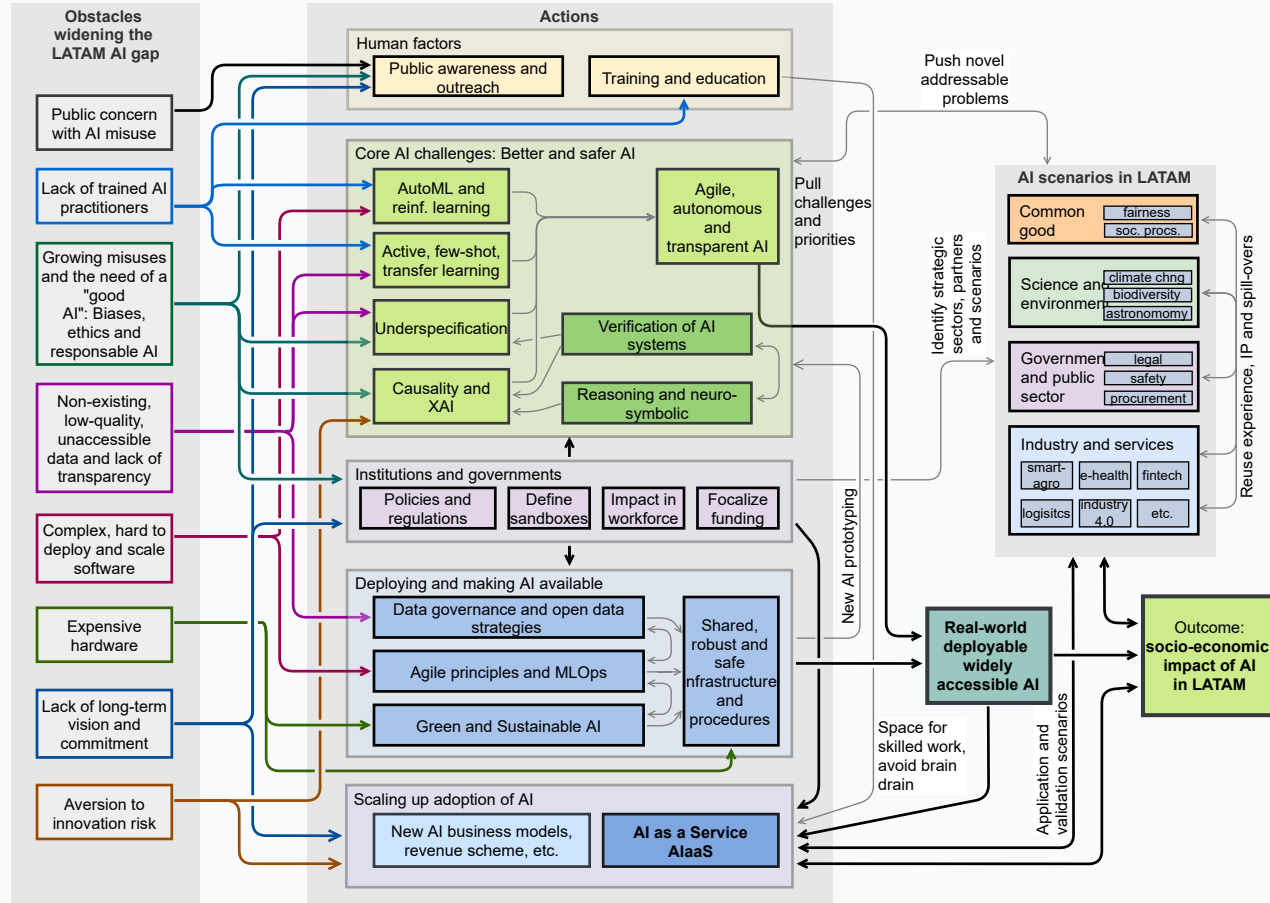 Obstacles
widening the
LATAM AI gap
Public concern
with AI misuse
Lack of trained AI
practitioners
Growing misuses
and the need of a
"good
AI": Biases,
ethics and
responsable AI
Non-existing,
low-quality,
unaccessible
data and lack of
transparency
Complex, hard to
deploy and scale
software
Expensive
hardware
Lack of long-term
vision and
commitment
Aversion to
innovation risk
Actions
Human factors
Public awareness and
outreach
Training and education
Core AI challenges: Better and safer AI
AutoML and
reinf. learning
Active, few-shot,
transfer learning
Underspecification
Causality and
XAI
Agile,
autonomous
and
transparent AI
Verification of AI
systems
Reasoning and neuro-
symbolic
Institutions and governments
Policies and
regulations
Define
sandboxes
Impact in
workforce
Focalize
funding
Deploying and making AI available
Data governance and open data
strategies
Agile principles and MLOps
Green and Sustainable AI
Shared,
robust and
safe
nfrastructure
and
procedures
Scaling up adoption of AI
New AI business models,
revenue scheme, etc.
AI as a Service
AIaaS
Push novel
addressable
problems
Pull
challenges
and
priorities
Identify strategic
sectors, partners
and scenarios
New AI prototyping
Space for
skilled work,
avoid brain
drain
Real-world
deployable
widely
accessible AI
Application and
validation scenarios
AI scenarios in LATAM
Common
good
fairness
soc. procs.
Science and
environment
climate chng
biodiversity
astronomomy
Governmen
and public
sector
legal
safety
procurement
Industry and services
smart-
agro
e-health
fintech
logisitcs
industry
4.0
etc.
Reuse experience, IP and spill-overs
Outcome:
socio-economic
impact of AI
in LATAM